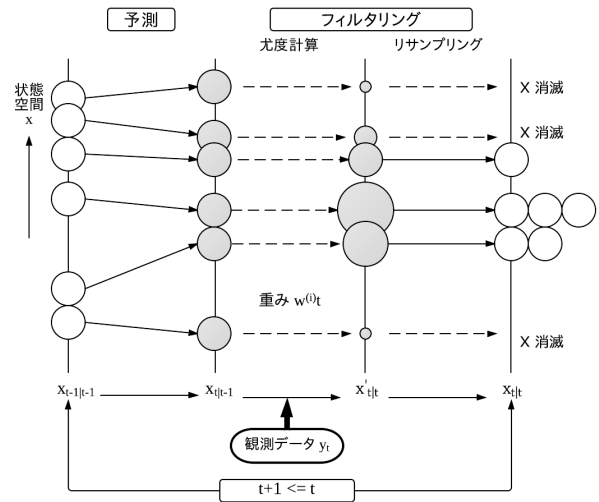 予測
フィルタリング
尤度計算
リサンプリング
状態
空間
x
X 消滅
X 消滅
重み w(i)t
X 消滅
xt-1|t-1
xt|t-1
x't|t
xt|t
観測データ yt
t+1 <= t